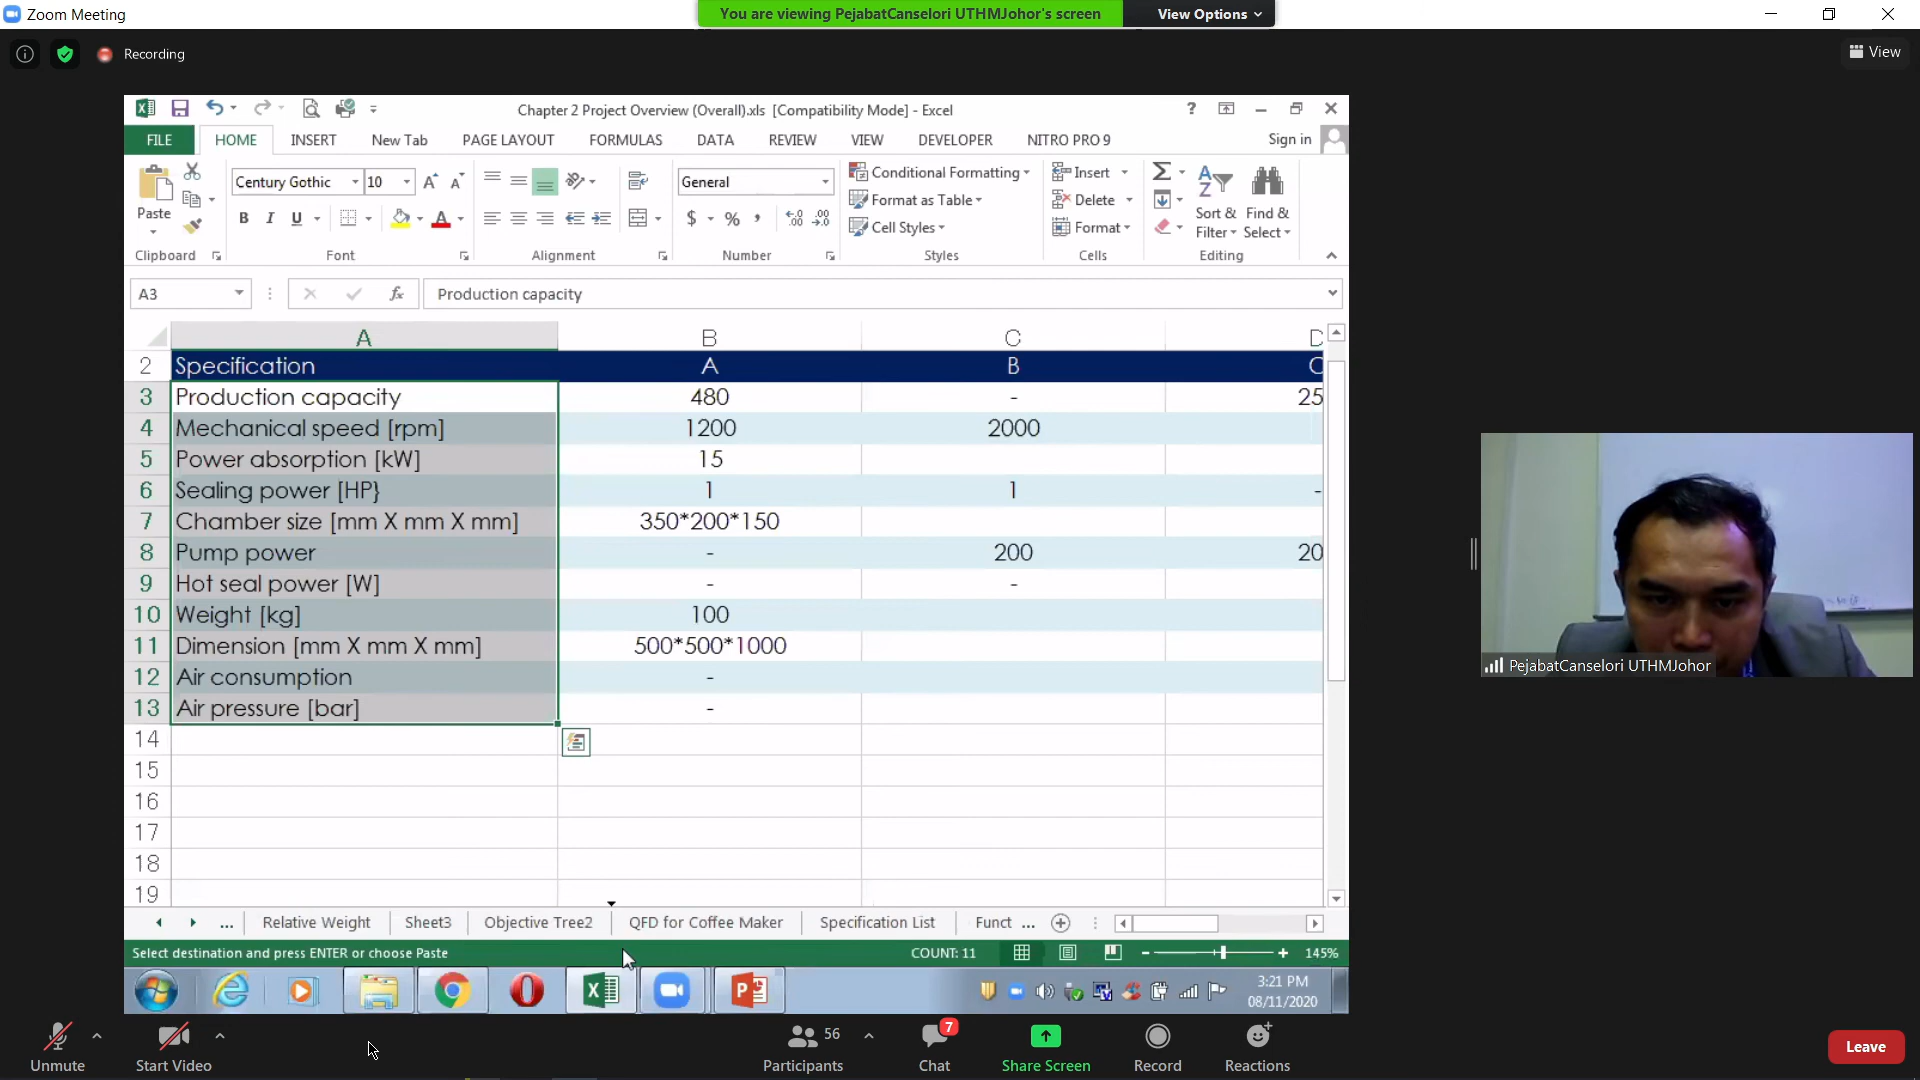 Zoom Meeting
You are viewing PejabatCanselori UTHMJohor's screen
View Options
Recording
View
Chapter 2 Project Overview (Overall).xls [Compatibility Mode] - Excel
FILE HOME INSERT New Tab PAGE LAYOUT FORMULAS DATA REVIEW VIEW DEVELOPER NITRO PRO 9 Sign in
Century Gothic 10 General Conditional Formatting Insert
Paste B I U $ % Format as Table Delete Sort & Find &
Cell Styles Format Filter Select
Clipboard Font Alignment Number Styles Cells Editing
A3 fx Production capacity
A B C D
2 Specification A B C
3 Production capacity 480 - 25
4 Mechanical speed [rpm] 1200 2000
5 Power absorption [kW] 15
6 Sealing power [HP} 1 1 -
7 Chamber size [mm X mm X mm] 350*200*150
8 Pump power - 200 20
9 Hot seal power [W] - -
10 Weight [kg] 100
11 Dimension [mm X mm X mm] 500*500*1000
12 Air consumption -
13 Air pressure [bar] -
14
15
16
17
18
19
... Relative Weight Sheet3 Objective Tree2 QFD for Coffee Maker Specification List Funct ...
Select destination and press ENTER or choose Paste COUNT: 11 145%
3:21 PM
08/11/2020
PejabatCanselori UTHMJohor
Unmute Start Video Participants 56 Chat 7 Share Screen Record Reactions Leave